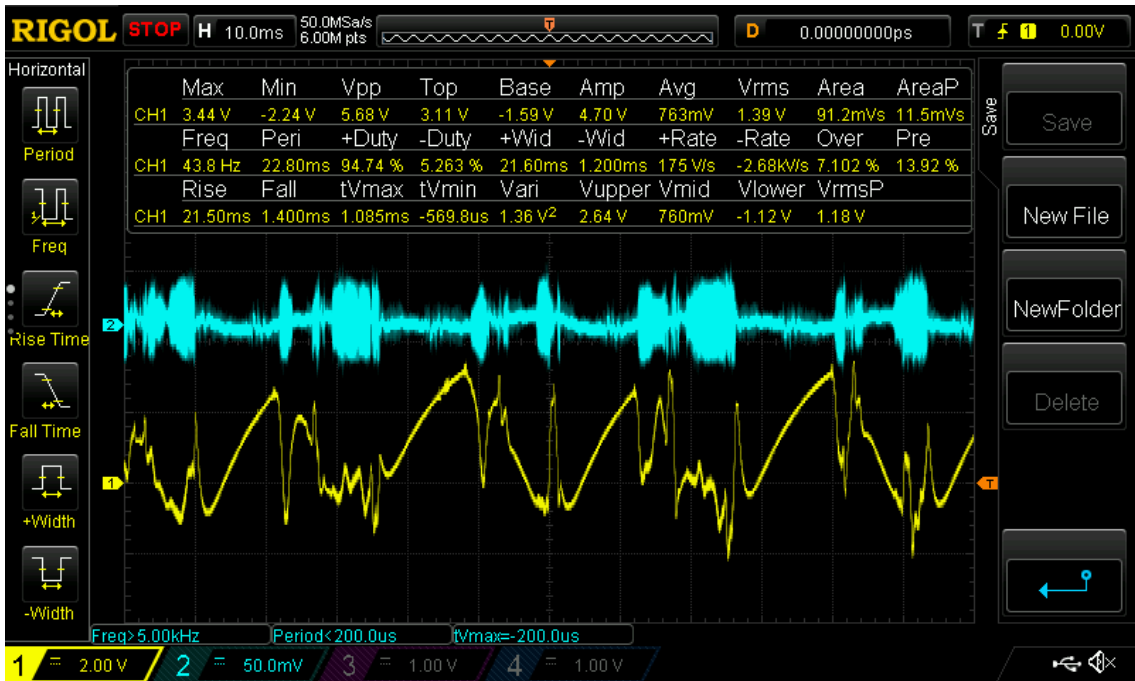 RIGOL STOP H 10.0ms 50.0MSa/s 6.00M pts D 0.00000000ps T 1 0.00V
Horizontal
Period
Freq
Rise Time
Fall Time
+Width
-Width
Max Min Vpp Top Base Amp Avg Vrms Area AreaP
CH1 3.44 V -2.24 V 5.68 V 3.11 V -1.59 V 4.70 V 763mV 1.39 V 91.2mVs 11.5mVs
Freq Peri +Duty -Duty +Wid -Wid +Rate -Rate Over Pre
CH1 43.8 Hz 22.80ms 94.74 % 5.263 % 21.60ms 1.200ms 175 V/s -2.68kV/s 7.102 % 13.92 %
Rise Fall tVmax tVmin Vari Vupper Vmid Vlower VrmsP
CH1 21.50ms 1.400ms 1.085ms -569.8us 1.36 V² 2.64 V 760mV -1.12 V 1.18 V
T
2
1
T
Save
Save
New File
NewFolder
Delete
Freq>5.00kHz Period<200.0us tVmax=-200.0us
1 2.00 V 2 50.0mV 3 1.00 V 4 1.00 V